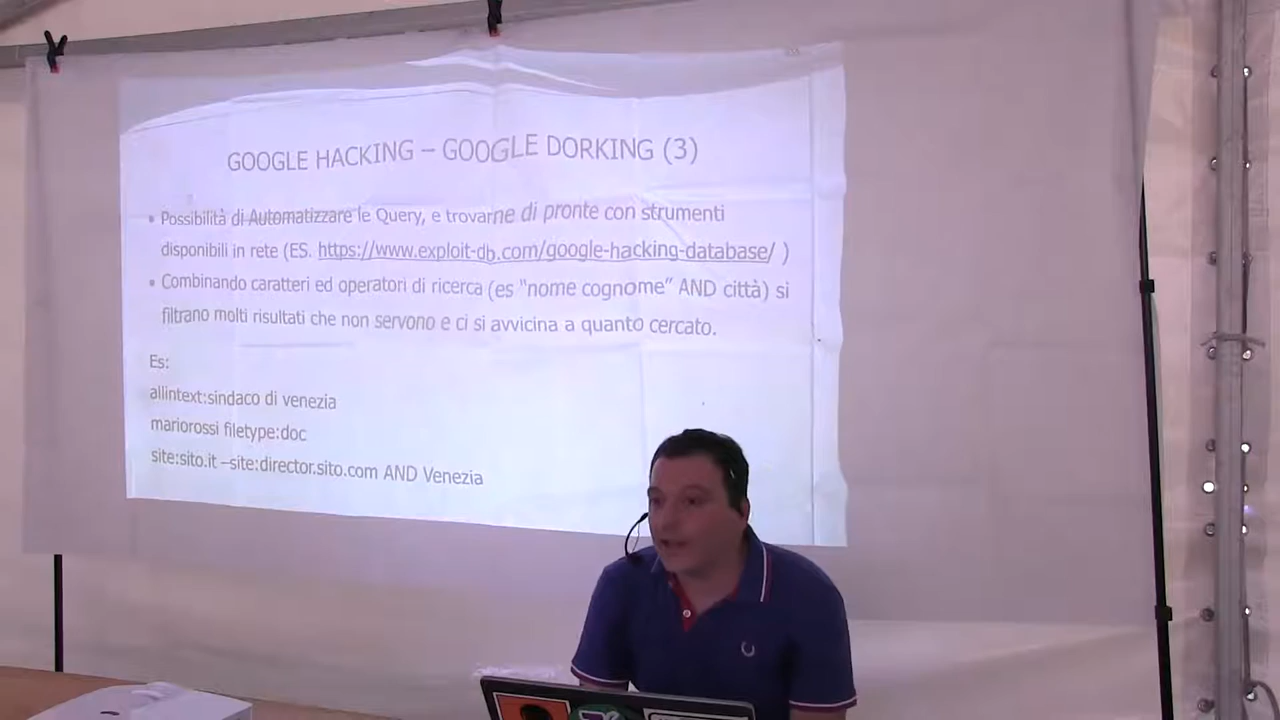 GOOGLE HACKING – GOOGLE DORKING (3)
• Possibilità di Automatizzare le Query, e trovarne di pronte con strumenti
disponibili in rete (ES. https://www.exploit-db.com/google-hacking-database/ )
• Combinando caratteri ed operatori di ricerca (es "nome cognome" AND città) si
filtrano molti risultati che non servono e ci si avvicina a quanto cercato.
Es:
allintext:sindaco di venezia
mariorossi filetype:doc
site:sito.it –site:director.sito.com AND Venezia